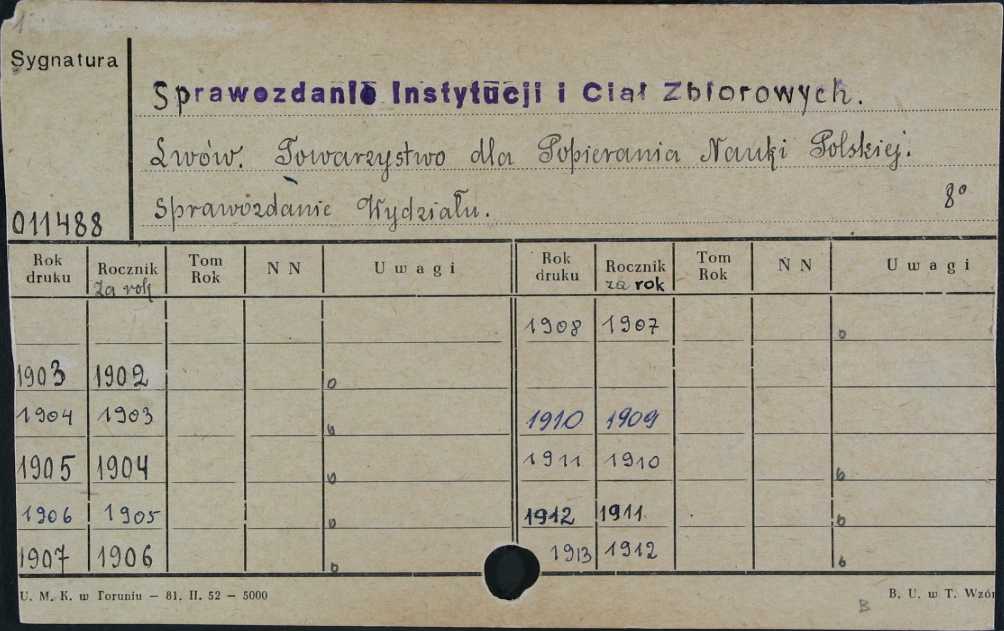 Sygnatura
Sprawozdanie Instytucji i Ciał Zbiorowych.
Lwów. Towarzystwo dla Popierania Nauki Polskiej.
Sprawozdanie Wydziału. 8°
011488
Rok druku Rocznik za rok Tom Rok N N Uwagi Rok druku Rocznik za rok Tom Rok N N Uwagi
1908 1907
1903 1902
1904 1903 1910 1909
1905 1904 1911 1910
1906 1905 1912 1911
1907 1906 1913 1912
U. M. K. w Toruniu — 81. II. 52 — 5000 B. U. w T. Wzór
B